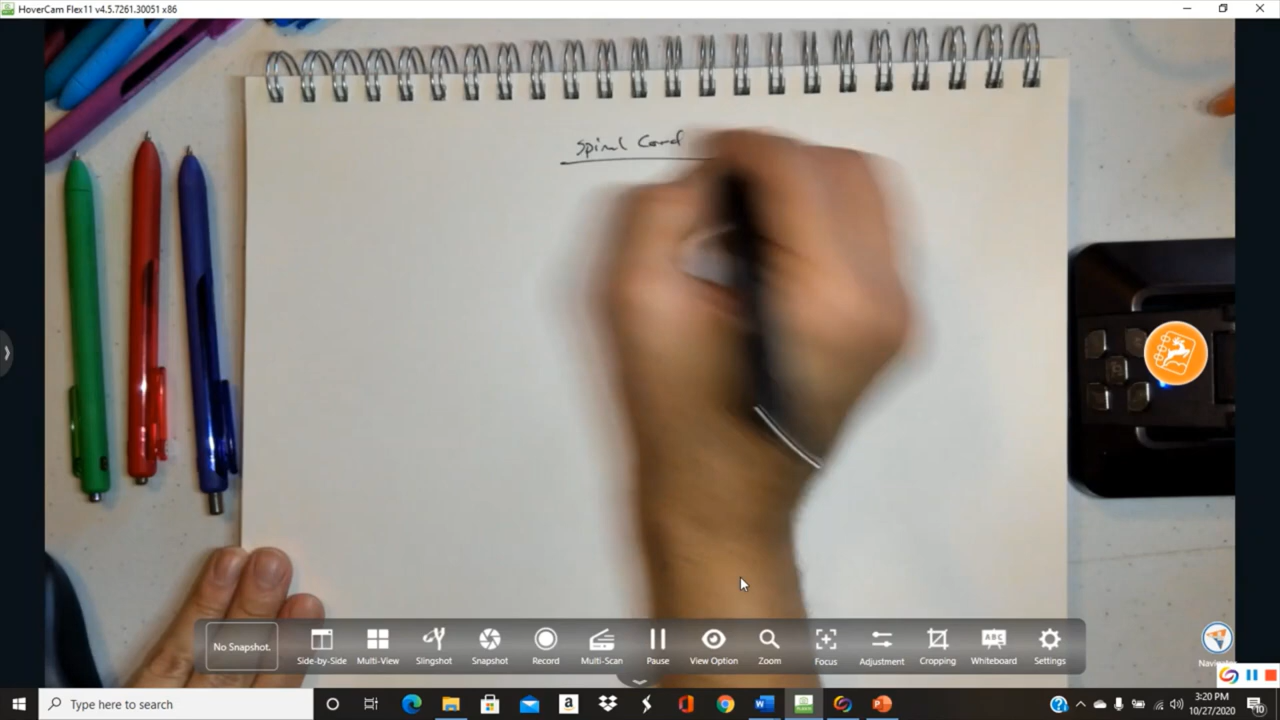 HoverCam Flex11 v4.5.7261.30051 x86
Spinal Cord
No Snapshot.
Side-by-Side
Multi-View
Slingshot
Snapshot
Record
Multi-Scan
Pause
View Option
Zoom
Focus
Adjustment
Cropping
ABC
Whiteboard
Settings
Type here to search
3:20 PM
10/27/2020
10